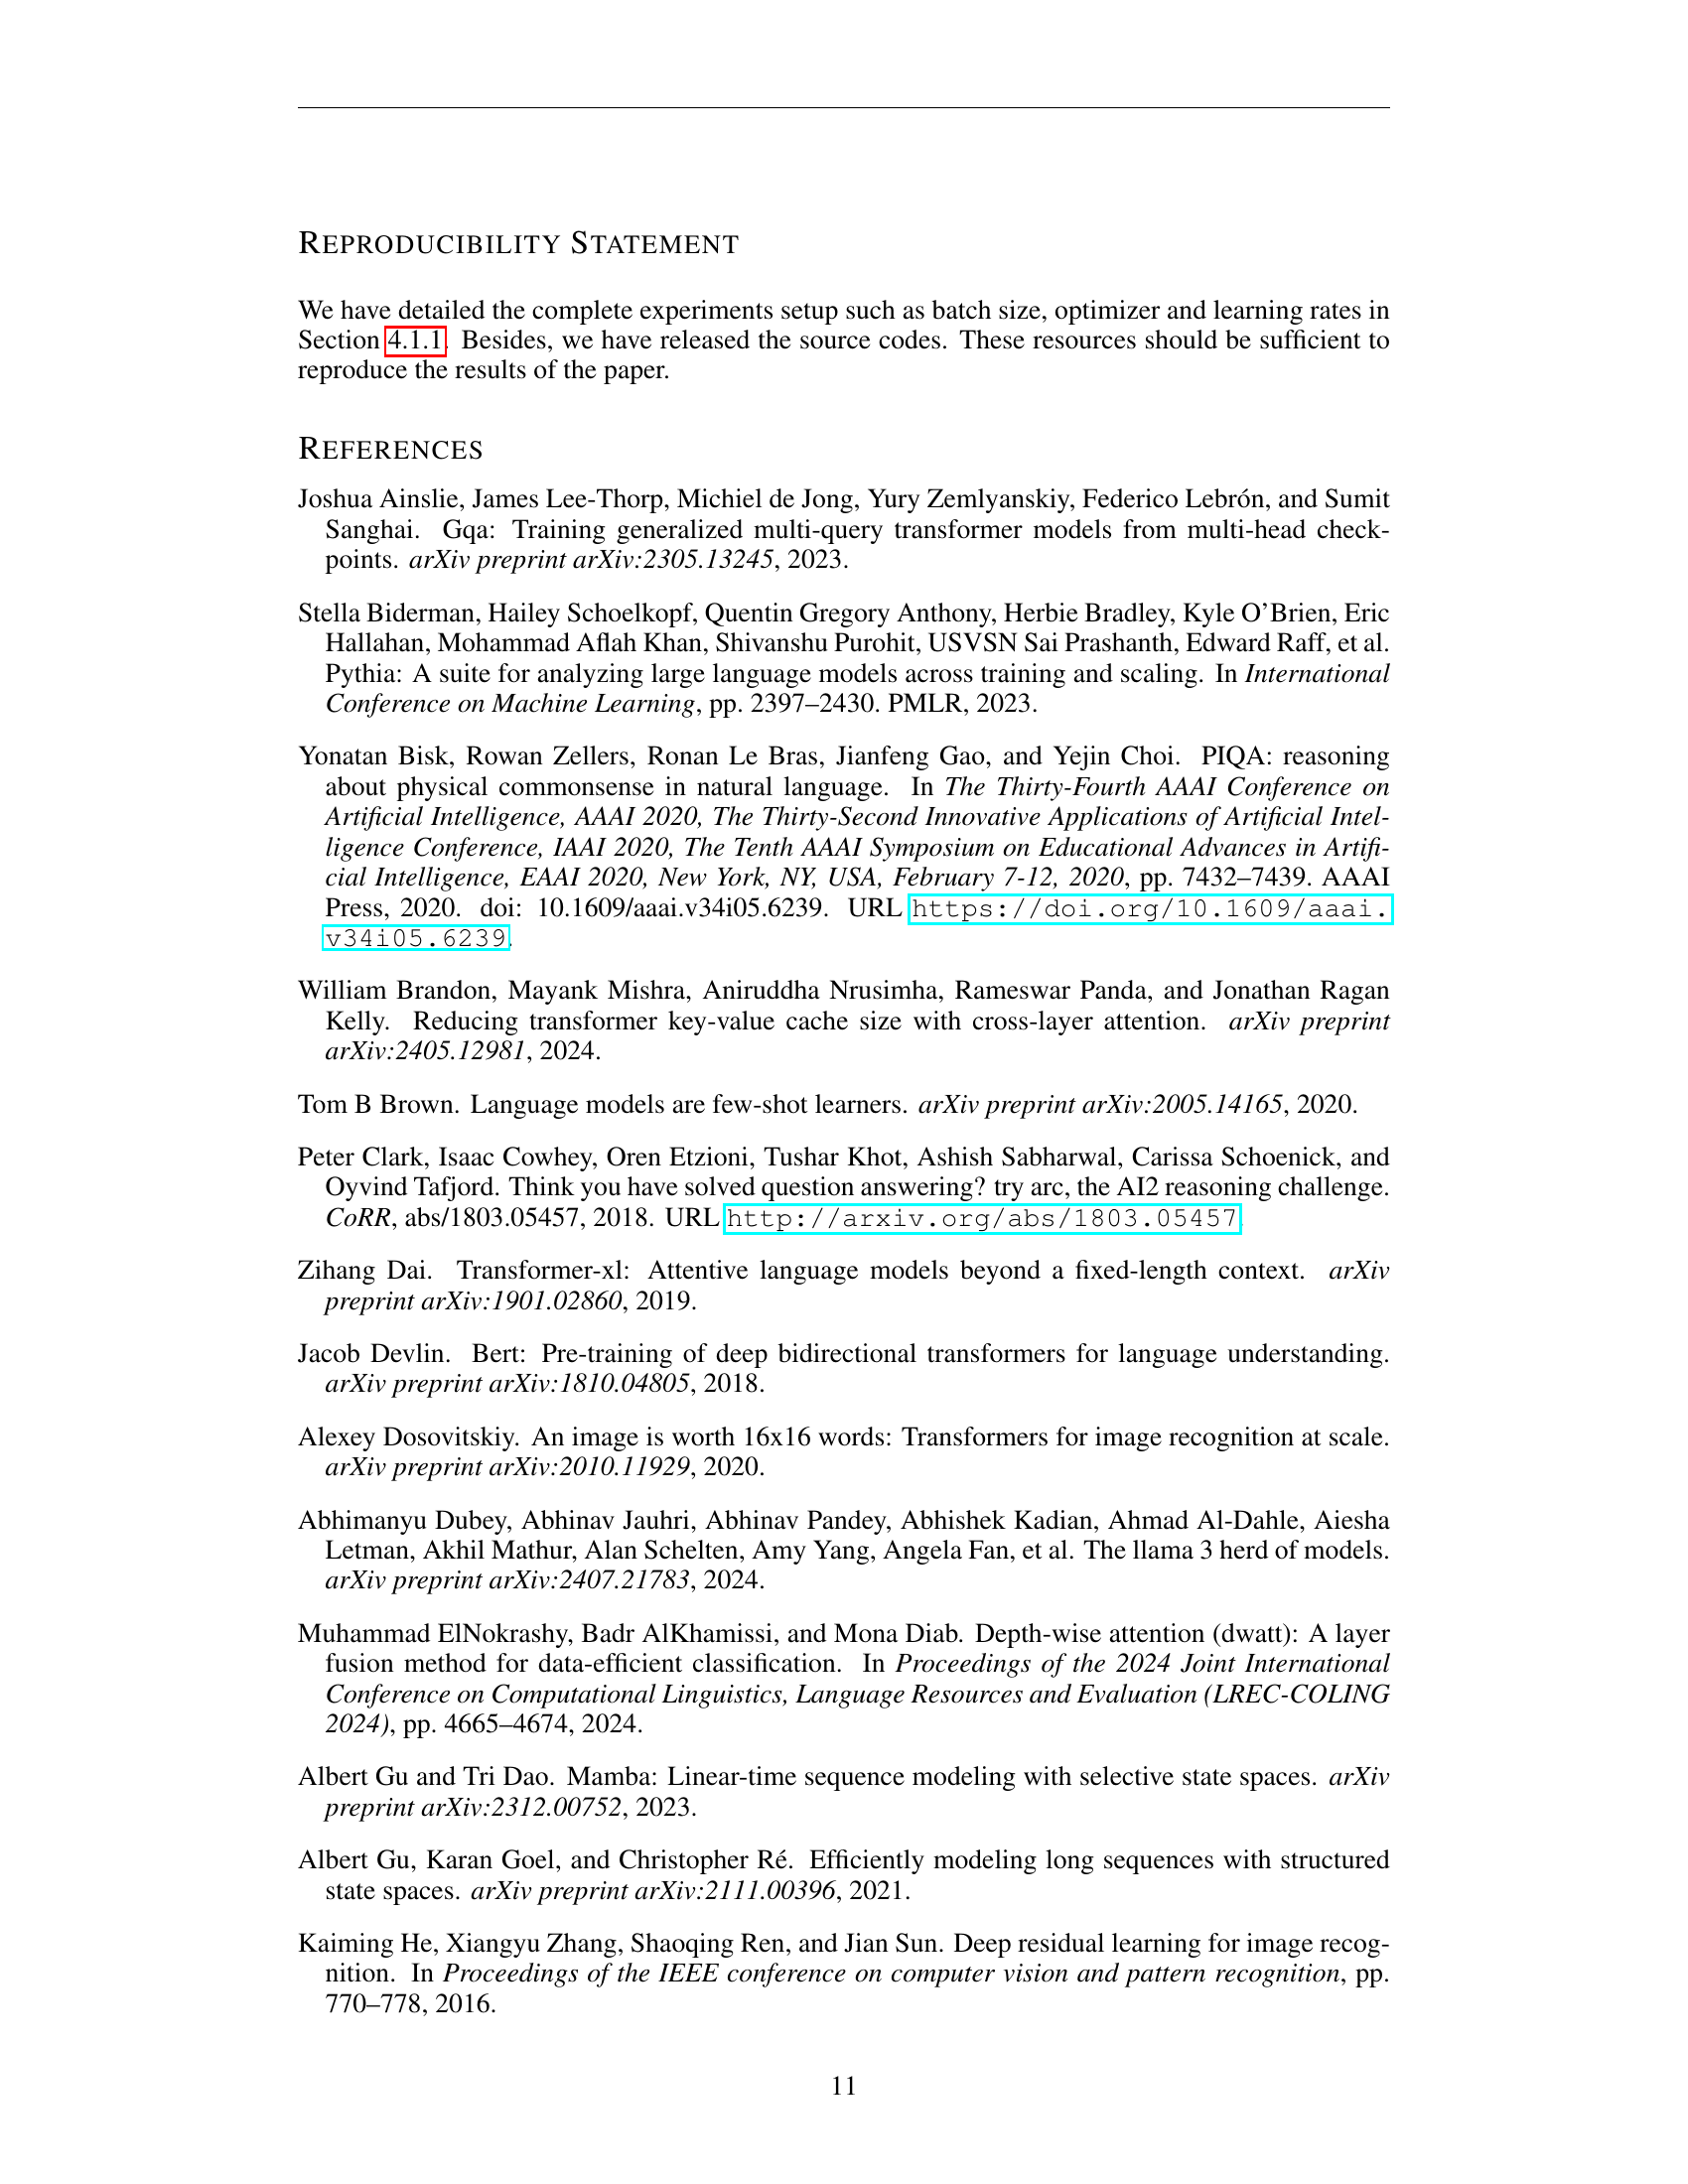 REPRODUCIBILITY STATEMENT
We have detailed the complete experiments setup such as batch size, optimizer and learning rates in
Section 4.1.1. Besides, we have released the source codes. These resources should be sufficient to
reproduce the results of the paper.
REFERENCES
Joshua Ainslie, James Lee-Thorp, Michiel de Jong, Yury Zemlyanskiy, Federico Lebrón, and Sumit
Sanghai. Gqa: Training generalized multi-query transformer models from multi-head check-
points. arXiv preprint arXiv:2305.13245, 2023.
Stella Biderman, Hailey Schoelkopf, Quentin Gregory Anthony, Herbie Bradley, Kyle O’Brien, Eric
Hallahan, Mohammad Aflah Khan, Shivanshu Purohit, USVSN Sai Prashanth, Edward Raff, et al.
Pythia: A suite for analyzing large language models across training and scaling. In International
Conference on Machine Learning, pp. 2397–2430. PMLR, 2023.
Yonatan Bisk, Rowan Zellers, Ronan Le Bras, Jianfeng Gao, and Yejin Choi. PIQA: reasoning
about physical commonsense in natural language. In The Thirty-Fourth AAAI Conference on
Artificial Intelligence, AAAI 2020, The Thirty-Second Innovative Applications of Artificial Intel-
ligence Conference, IAAI 2020, The Tenth AAAI Symposium on Educational Advances in Artifi-
cial Intelligence, EAAI 2020, New York, NY, USA, February 7-12, 2020, pp. 7432–7439. AAAI
Press, 2020. doi: 10.1609/aaai.v34i05.6239. URL https://doi.org/10.1609/aaai.
v34i05.6239.
William Brandon, Mayank Mishra, Aniruddha Nrusimha, Rameswar Panda, and Jonathan Ragan
Kelly. Reducing transformer key-value cache size with cross-layer attention. arXiv preprint
arXiv:2405.12981, 2024.
Tom B Brown. Language models are few-shot learners. arXiv preprint arXiv:2005.14165, 2020.
Peter Clark, Isaac Cowhey, Oren Etzioni, Tushar Khot, Ashish Sabharwal, Carissa Schoenick, and
Oyvind Tafjord. Think you have solved question answering? try arc, the AI2 reasoning challenge.
CoRR, abs/1803.05457, 2018. URL http://arxiv.org/abs/1803.05457.
Zihang Dai. Transformer-xl: Attentive language models beyond a fixed-length context. arXiv
preprint arXiv:1901.02860, 2019.
Jacob Devlin. Bert: Pre-training of deep bidirectional transformers for language understanding.
arXiv preprint arXiv:1810.04805, 2018.
Alexey Dosovitskiy. An image is worth 16x16 words: Transformers for image recognition at scale.
arXiv preprint arXiv:2010.11929, 2020.
Abhimanyu Dubey, Abhinav Jauhri, Abhinav Pandey, Abhishek Kadian, Ahmad Al-Dahle, Aiesha
Letman, Akhil Mathur, Alan Schelten, Amy Yang, Angela Fan, et al. The llama 3 herd of models.
arXiv preprint arXiv:2407.21783, 2024.
Muhammad ElNokrashy, Badr AlKhamissi, and Mona Diab. Depth-wise attention (dwatt): A layer
fusion method for data-efficient classification. In Proceedings of the 2024 Joint International
Conference on Computational Linguistics, Language Resources and Evaluation (LREC-COLING
2024), pp. 4665–4674, 2024.
Albert Gu and Tri Dao. Mamba: Linear-time sequence modeling with selective state spaces. arXiv
preprint arXiv:2312.00752, 2023.
Albert Gu, Karan Goel, and Christopher Ré. Efficiently modeling long sequences with structured
state spaces. arXiv preprint arXiv:2111.00396, 2021.
Kaiming He, Xiangyu Zhang, Shaoqing Ren, and Jian Sun. Deep residual learning for image recog-
nition. In Proceedings of the IEEE conference on computer vision and pattern recognition, pp.
770–778, 2016.
11